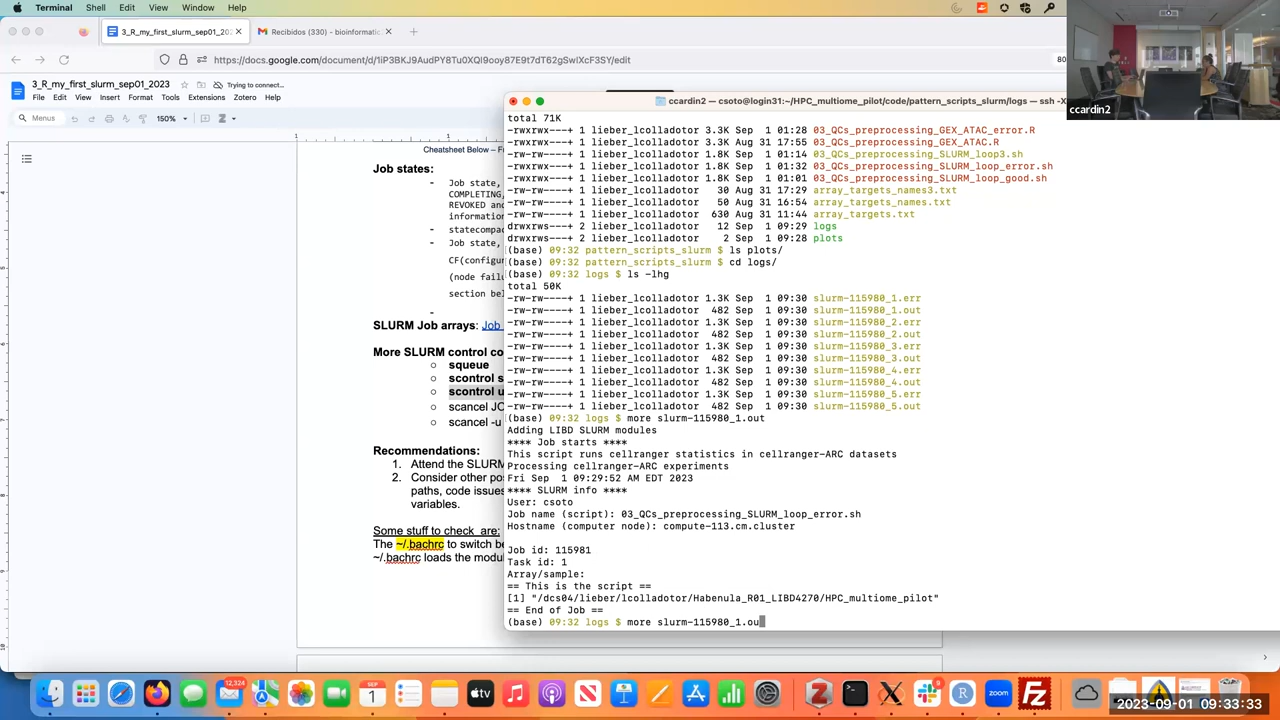 Shell Edit View Window Help
3_R_my_first_slurm_sep01_202
Recibidos (330) - bioinformatic
https://docs.google.com/document/d/1iP3BKJ9AudPY8Tu0XQl9ooy87E9t7dT62gSwlXcF3SY/edit
80
3_R_my_first_slurm_sep01_2023
Trying to connect...
File Edit View Insert Format Tools Extensions Zotero Help
Menus
150%
ccardin2
ccardin2 — csoto@login31:~/HPC_multiome_pilot/code/pattern_scripts_slurm/logs — ssh -X
Cheatsheet Below – F
Job states:
- Job state,
COMPLETING,
REVOKED and
informatio
- statecompac
- Job state,
CF(configur
(node failu
section bel
-
SLURM Job arrays: Job
More SLURM control co
squeue
scontrol s
scontrol u
scancel JO
scancel -u
Recommendations:
1. Attend the SLURM
2. Consider other po
paths, code issues
variables.
Some stuff to check are:
The ~/.bachrc to switch be
~/.bachrc loads the modu
total 71K
-rwxrwx---+ 1 lieber_lcolladotor 3.3K Sep 1 01:28 03_QCs_preprocessing_GEX_ATAC_error.R
-rwxrwx---+ 1 lieber_lcolladotor 3.3K Aug 31 17:55 03_QCs_preprocessing_GEX_ATAC.R
-rw-rw----+ 1 lieber_lcolladotor 1.8K Sep 1 01:14 03_QCs_preprocessing_SLURM_loop3.sh
-rwxrwx---+ 1 lieber_lcolladotor 1.8K Sep 1 01:32 03_QCs_preprocessing_SLURM_loop_error.sh
-rwxrwx---+ 1 lieber_lcolladotor 1.8K Sep 1 01:01 03_QCs_preprocessing_SLURM_loop_good.sh
-rw-rw----+ 1 lieber_lcolladotor 30 Aug 31 17:29 array_targets_names3.txt
-rw-rw----+ 1 lieber_lcolladotor 50 Aug 31 16:54 array_targets_names.txt
-rw-rw----+ 1 lieber_lcolladotor 630 Aug 31 11:44 array_targets.txt
drwxrws---+ 2 lieber_lcolladotor 12 Sep 1 09:29 logs
drwxrws---+ 2 lieber_lcolladotor 2 Sep 1 09:28 plots
(base) 09:32 pattern_scripts_slurm $ ls plots/
(base) 09:32 pattern_scripts_slurm $ cd logs/
(base) 09:32 logs $ ls -lhg
total 50K
-rw-rw----+ 1 lieber_lcolladotor 1.3K Sep 1 09:30 slurm-115980_1.err
-rw-rw----+ 1 lieber_lcolladotor 482 Sep 1 09:30 slurm-115980_1.out
-rw-rw----+ 1 lieber_lcolladotor 1.3K Sep 1 09:30 slurm-115980_2.err
-rw-rw----+ 1 lieber_lcolladotor 482 Sep 1 09:30 slurm-115980_2.out
-rw-rw----+ 1 lieber_lcolladotor 1.3K Sep 1 09:30 slurm-115980_3.err
-rw-rw----+ 1 lieber_lcolladotor 482 Sep 1 09:30 slurm-115980_3.out
-rw-rw----+ 1 lieber_lcolladotor 1.3K Sep 1 09:30 slurm-115980_4.err
-rw-rw----+ 1 lieber_lcolladotor 482 Sep 1 09:30 slurm-115980_4.out
-rw-rw----+ 1 lieber_lcolladotor 1.3K Sep 1 09:30 slurm-115980_5.err
-rw-rw----+ 1 lieber_lcolladotor 482 Sep 1 09:30 slurm-115980_5.out
(base) 09:32 logs $ more slurm-115980_1.out
Adding LIBD SLURM modules
**** Job starts ****
This script runs cellranger statistics in cellranger-ARC datasets
Processing cellranger-ARC experiments
Fri Sep 1 09:29:52 AM EDT 2023
**** SLURM info ****
User: csoto
Job name (script): 03_QCs_preprocessing_SLURM_loop_error.sh
Hostname (computer node): compute-113.cm.cluster
Job id: 115981
Task id: 1
Array/sample:
== This is the script ==
[1] "/dcs04/lieber/lcolladotor/Habenula_R01_LIBD4270/HPC_multiome_pilot"
== End of Job ==
(base) 09:32 logs $ more slurm-115980_1.ou
12,324
SEP
1
tv
zoom
2023-09-01 09:33:33